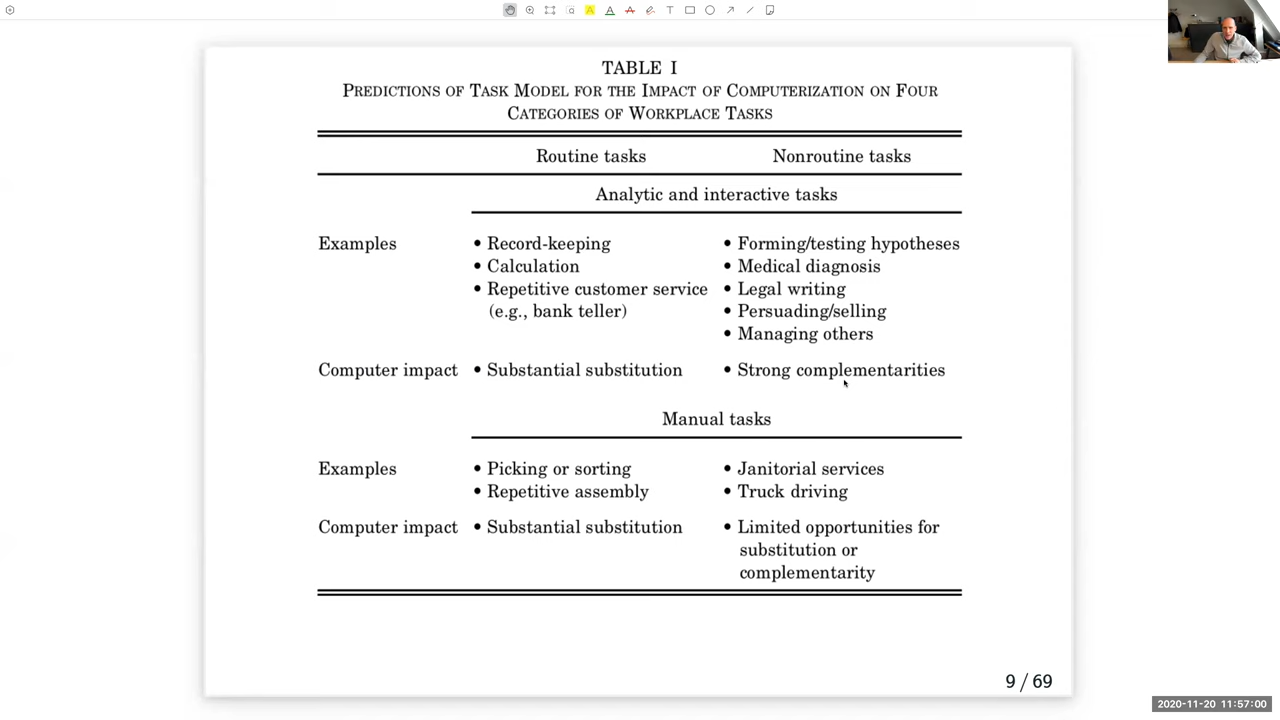 TABLE I
PREDICTIONS OF TASK MODEL FOR THE IMPACT OF COMPUTERIZATION ON FOUR
CATEGORIES OF WORKPLACE TASKS
Routine tasks Nonroutine tasks
Analytic and interactive tasks
Examples • Record-keeping • Forming/testing hypotheses
• Calculation • Medical diagnosis
• Repetitive customer service • Legal writing
(e.g., bank teller) • Persuading/selling
• Managing others
Computer impact • Substantial substitution • Strong complementarities
Manual tasks
Examples • Picking or sorting • Janitorial services
• Repetitive assembly • Truck driving
Computer impact • Substantial substitution • Limited opportunities for
substitution or
complementarity
9 / 69
2020-11-20 11:57:00